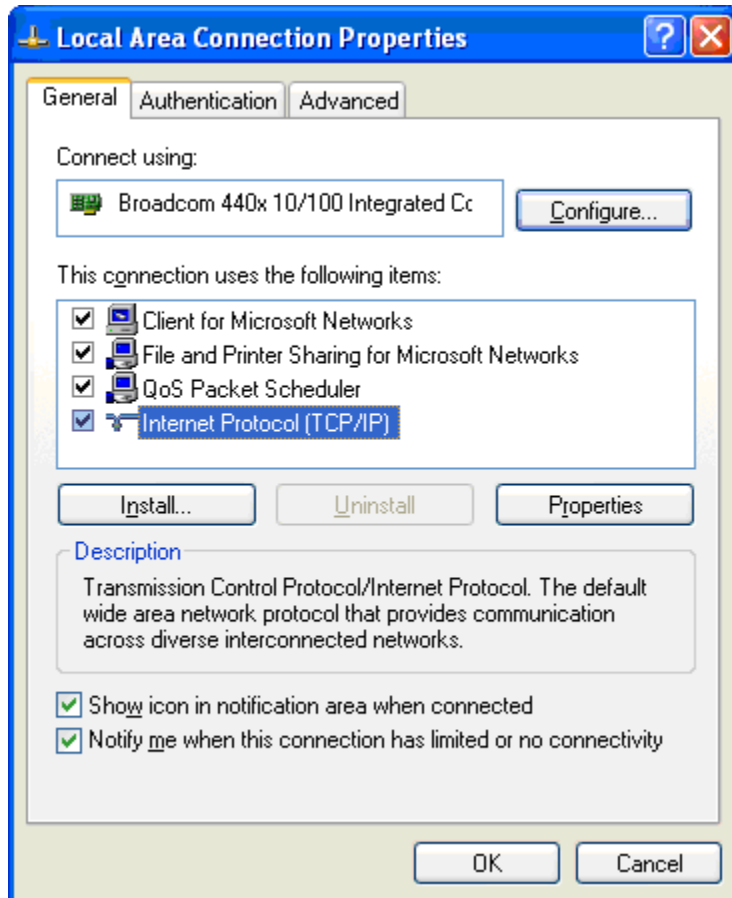 Local Area Connection Properties
General Authentication Advanced
Connect using:
Broadcom 440x 10/100 Integrated Cc
Configure...
This connection uses the following items:
Client for Microsoft Networks
File and Printer Sharing for Microsoft Networks
QoS Packet Scheduler
Internet Protocol (TCP/IP)
Install... Uninstall Properties
Description
Transmission Control Protocol/Internet Protocol. The default
wide area network protocol that provides communication
across diverse interconnected networks.
Show icon in notification area when connected
Notify me when this connection has limited or no connectivity
OK Cancel